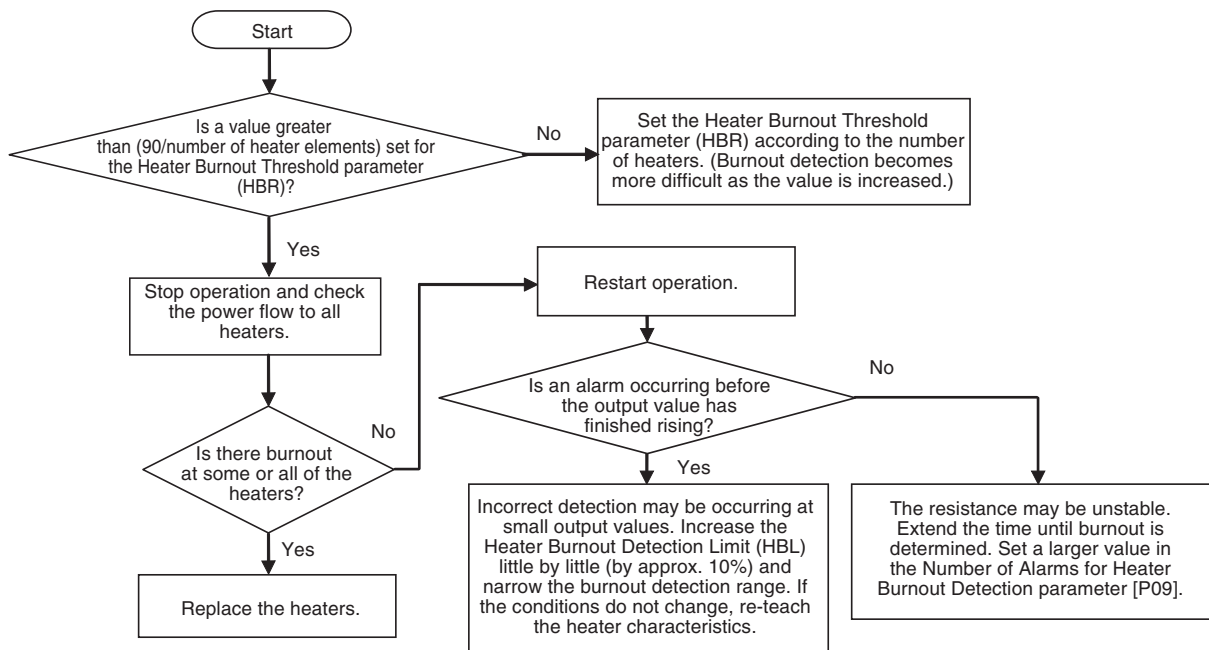 Start
Is a value greater
than (90/number of heater elements) set for
the Heater Burnout Threshold parameter
(HBR)?
No
Set the Heater Burnout Threshold
parameter (HBR) according to the number
of heaters. (Burnout detection becomes
more difficult as the value is increased.)
Yes
Stop operation and check
the power flow to all
heaters.
Restart operation.
Is an alarm occurring before
the output value has
finished rising?
No
No
Is there burnout
at some or all of the
heaters?
Yes
Yes
Replace the heaters.
Incorrect detection may be occurring at
small output values. Increase the
Heater Burnout Detection Limit (HBL)
little by little (by approx. 10%) and
narrow the burnout detection range. If
the conditions do not change, re-teach
the heater characteristics.
The resistance may be unstable.
Extend the time until burnout is
determined. Set a larger value in
the Number of Alarms for Heater
Burnout Detection parameter [P09].